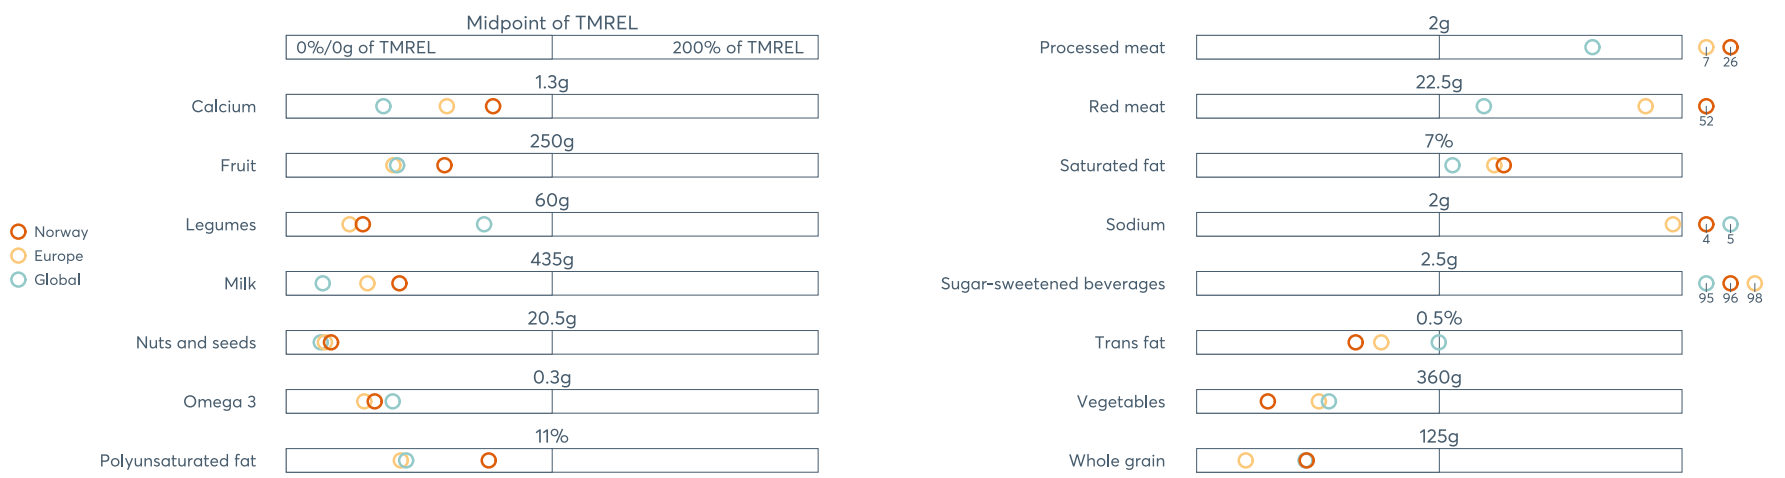 Midpoint of TMREL
0%/0g of TMREL 200% of TMREL
1.3g
Calcium
250g
Fruit
60g
Legumes
435g
Milk
20.5g
Nuts and seeds
0.3g
Omega 3
11%
Polyunsaturated fat
Norway
Europe
Global
2g
Processed meat
7 26
22.5g
Red meat
52
7%
Saturated fat
2g
Sodium
4 5
2.5g
Sugar-sweetened beverages
95 96 98
0.5%
Trans fat
360g
Vegetables
125g
Whole grain